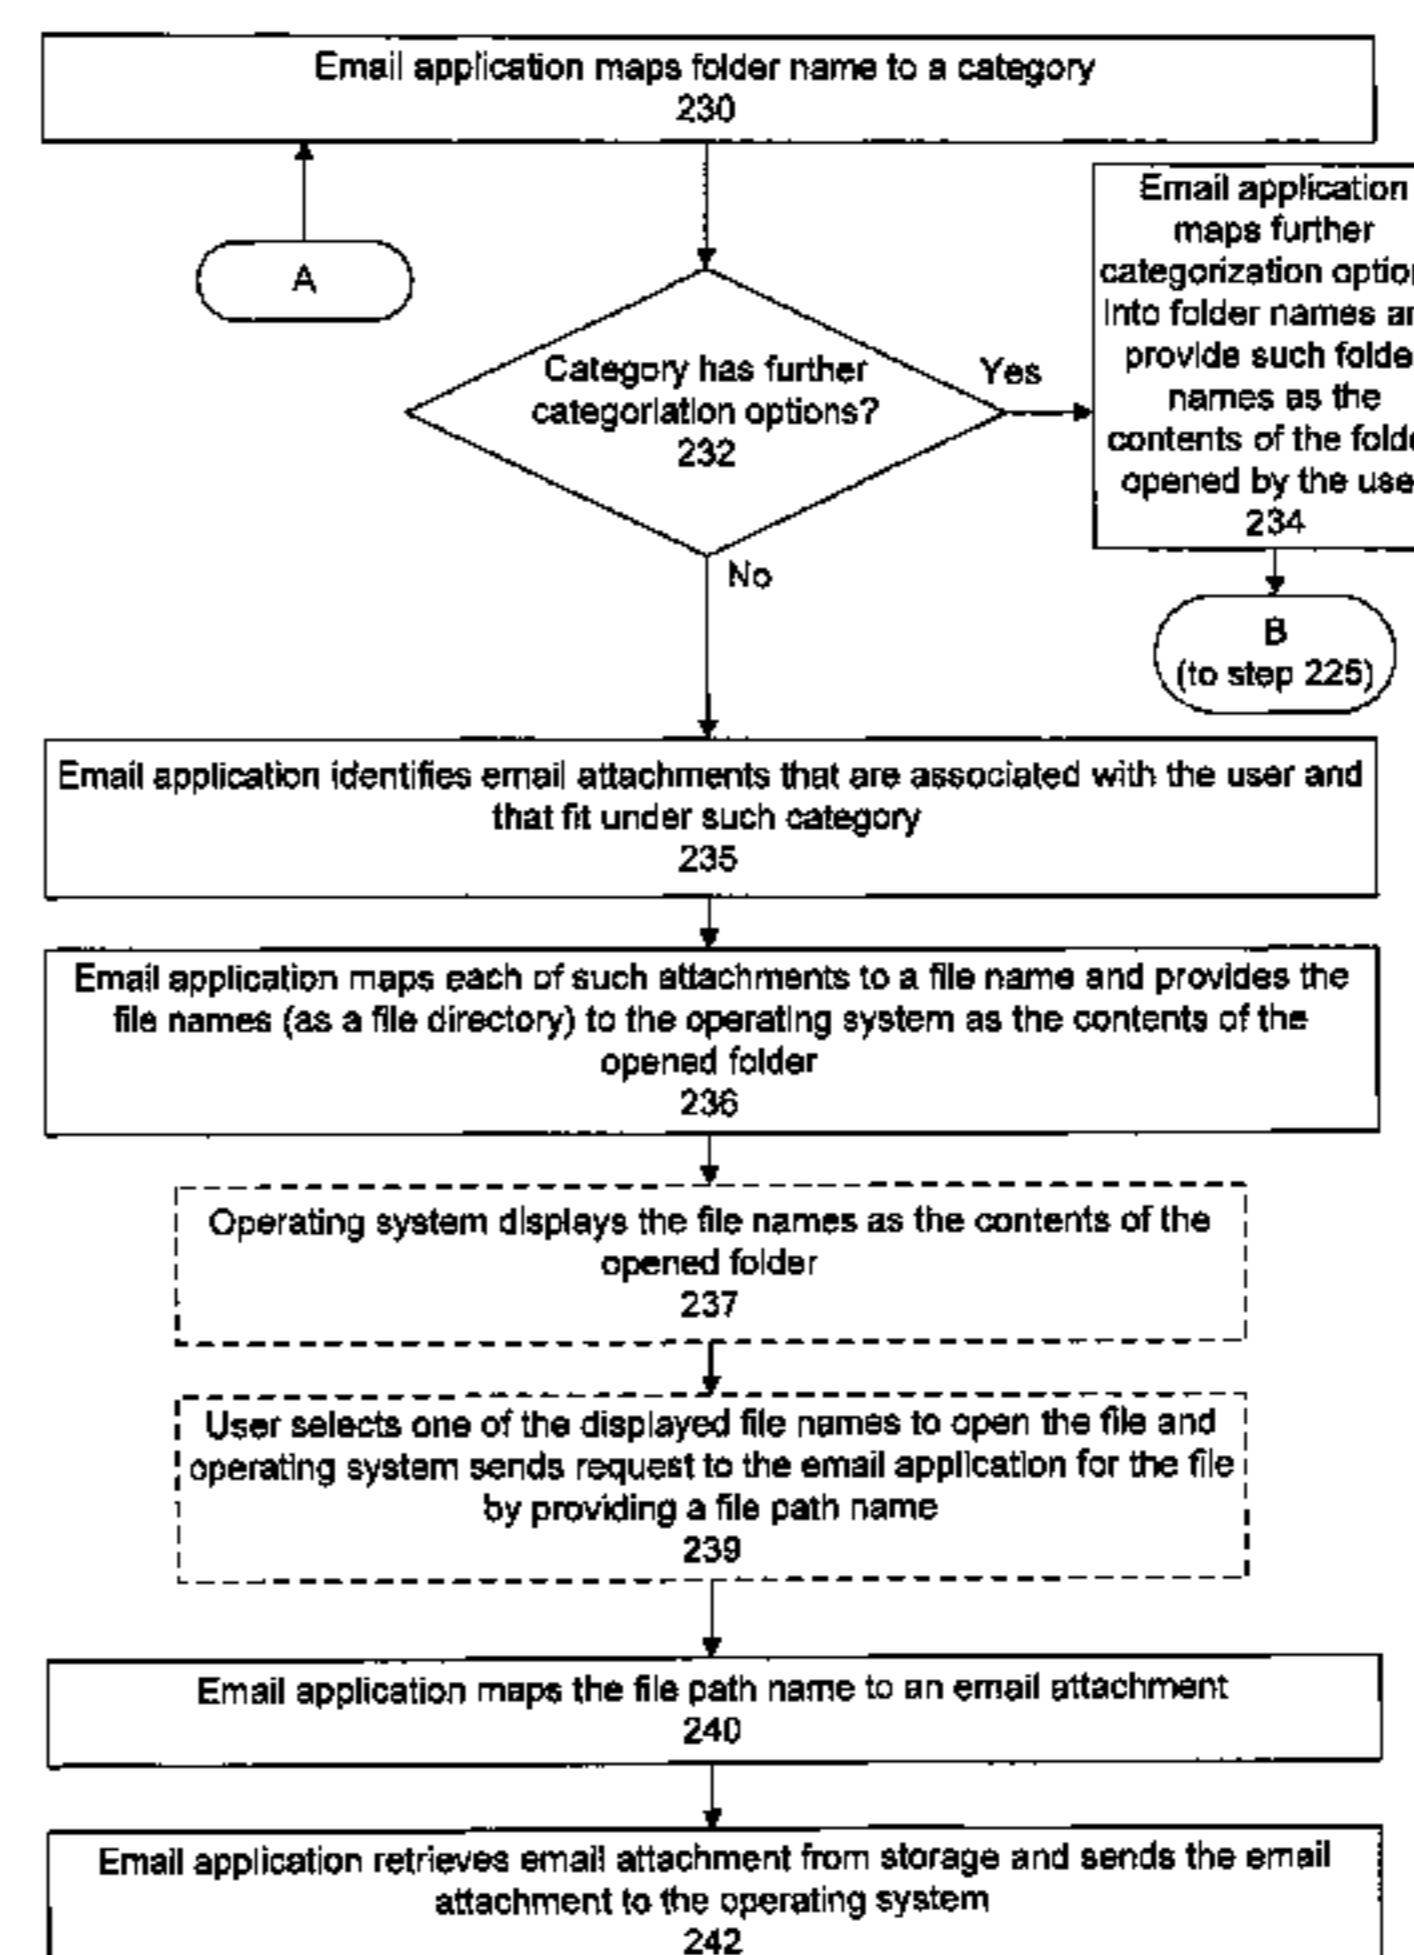 Email application maps folder name to a category
230
A
Email application
maps further
categorization
into folder names
provide such
names as the
contents of the
opened by the
234
Category has further
categoriation options?
232
Yes
No
B
(to step 225)
Email application identifies email attachments that are associated with the user and
that fit under such category
235
Email application maps each of such attachments to a file name and provides the
file names (as a file directory) to the operating system as the contents of the
opened folder
236
Operating system displays the file names as the contents of the
opened folder
237
User selects one of the displayed file names to open the file and
operating system sends request to the email application for the file
by providing a file path name
239
Email application maps the file path name to an email attachment
240
Email application retrieves email attachment from storage and sends the email
attachment to the operating system
242